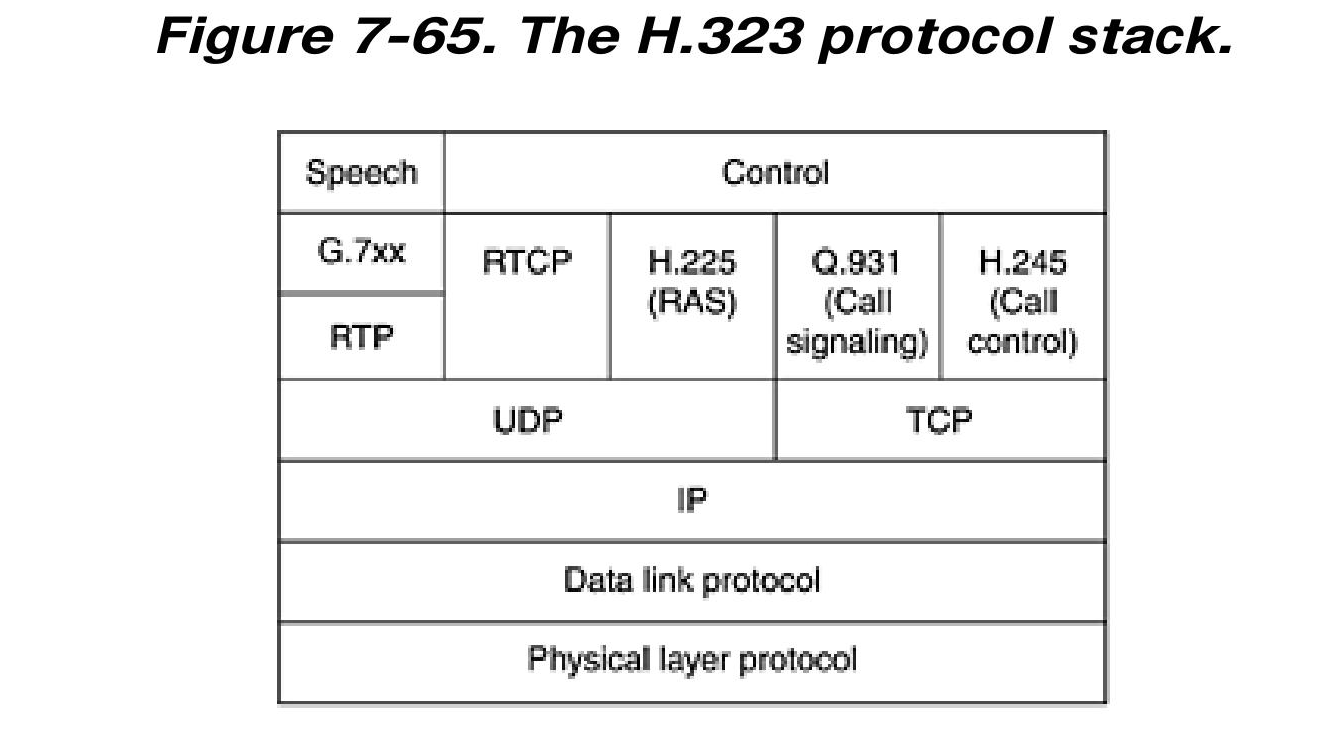 Figure 7-65. The H.323 protocol stack.
Speech
Control
G.7xx
RTP
RTCP
H.225
(RAS)
Q.931
(Call
signaling)
H.245
(Call
control)
UDP
TCP
IP
Data link protocol
Physical layer protocol